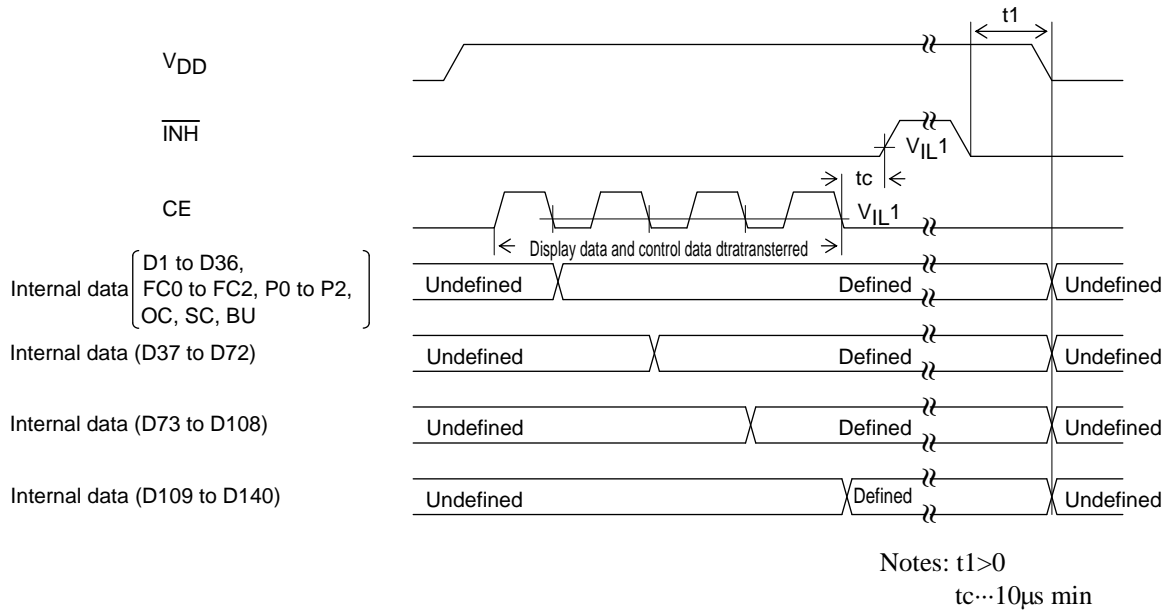 t1
VDD
INH
VIL1
tc
CE
VIL1
Display data and control data dtratransterred
Internal data
D1 to D36,
FC0 to FC2, P0 to P2,
OC, SC, BU
Undefined
Defined
Undefined
Internal data (D37 to D72)
Undefined
Defined
Undefined
Internal data (D73 to D108)
Undefined
Defined
Undefined
Internal data (D109 to D140)
Undefined
Defined
Undefined
Notes: t1>0
tc···10μs min